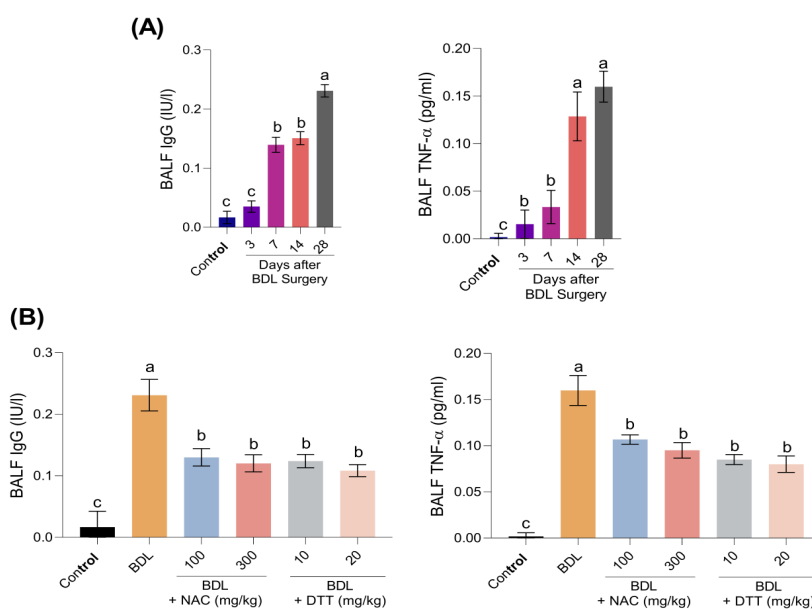 (A)
BALF IgG (IU/l)
0.3
0.2
0.1
0.0
c
c
b
b
a
Control
3
7
14
28
Days after
BDL Surgery
BALF TNF-α (pg/ml)
0.20
0.15
0.10
0.05
0.00
c
b
b
a
a
Control
3
7
14
28
Days after
BDL Surgery
(B)
BALF IgG (IU/l)
0.3
0.2
0.1
0.0
c
a
b
b
b
b
Control
BDL
100
300
10
20
BDL
+ NAC (mg/kg)
BDL
+ DTT (mg/kg)
BALF TNF-α (pg/ml)
0.20
0.15
0.10
0.05
0.00
c
a
b
b
b
b
Control
BDL
100
300
10
20
BDL
+ NAC (mg/kg)
BDL
+ DTT (mg/kg)